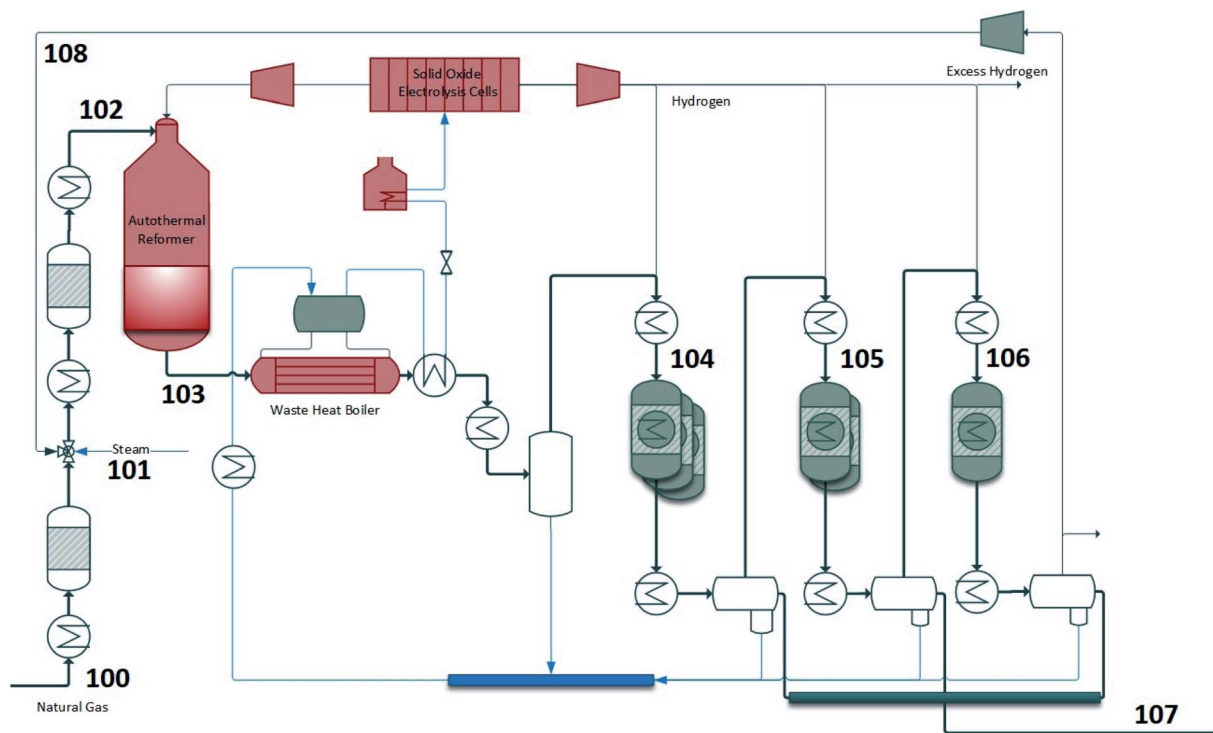 108
Solid Oxide
Electrolysis Cells
Excess Hydrogen
Hydrogen
102
Autothermal
Reformer
104
105
106
103
Waste Heat Boiler
Steam
101
100
Natural Gas
107